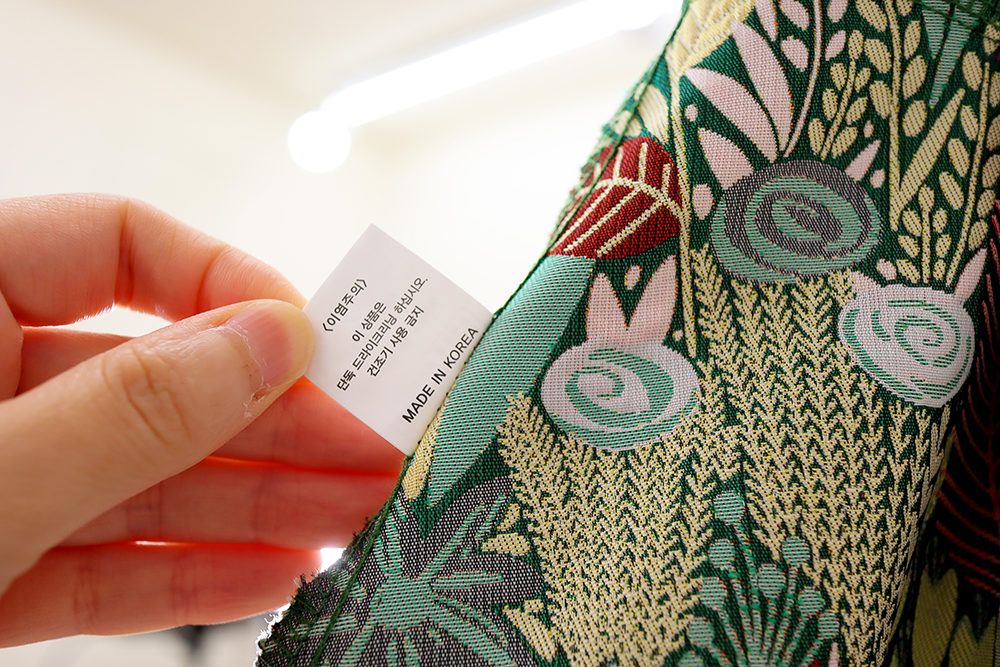 〈이염주의〉
이 상품은
단독 드라이크리닝 하십시오.
건조기 사용 금지
MADE IN KOREA